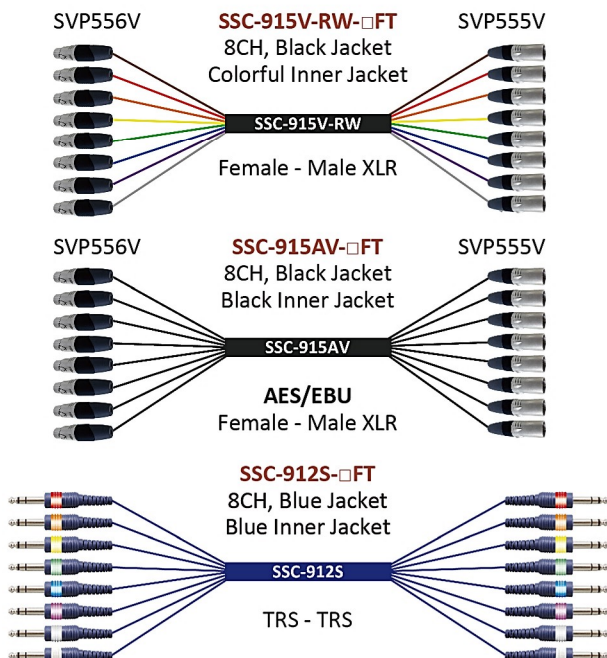 SVP556V
SSC-915V-RW-□FT
SVP555V
8CH, Black Jacket
Colorful Inner Jacket
SSC-915V-RW
Female - Male XLR
SVP556V
SSC-915AV-□FT
SVP555V
8CH, Black Jacket
Black Inner Jacket
SSC-915AV
AES/EBU
Female - Male XLR
SSC-912S-□FT
8CH, Blue Jacket
Blue Inner Jacket
SSC-912S
TRS - TRS